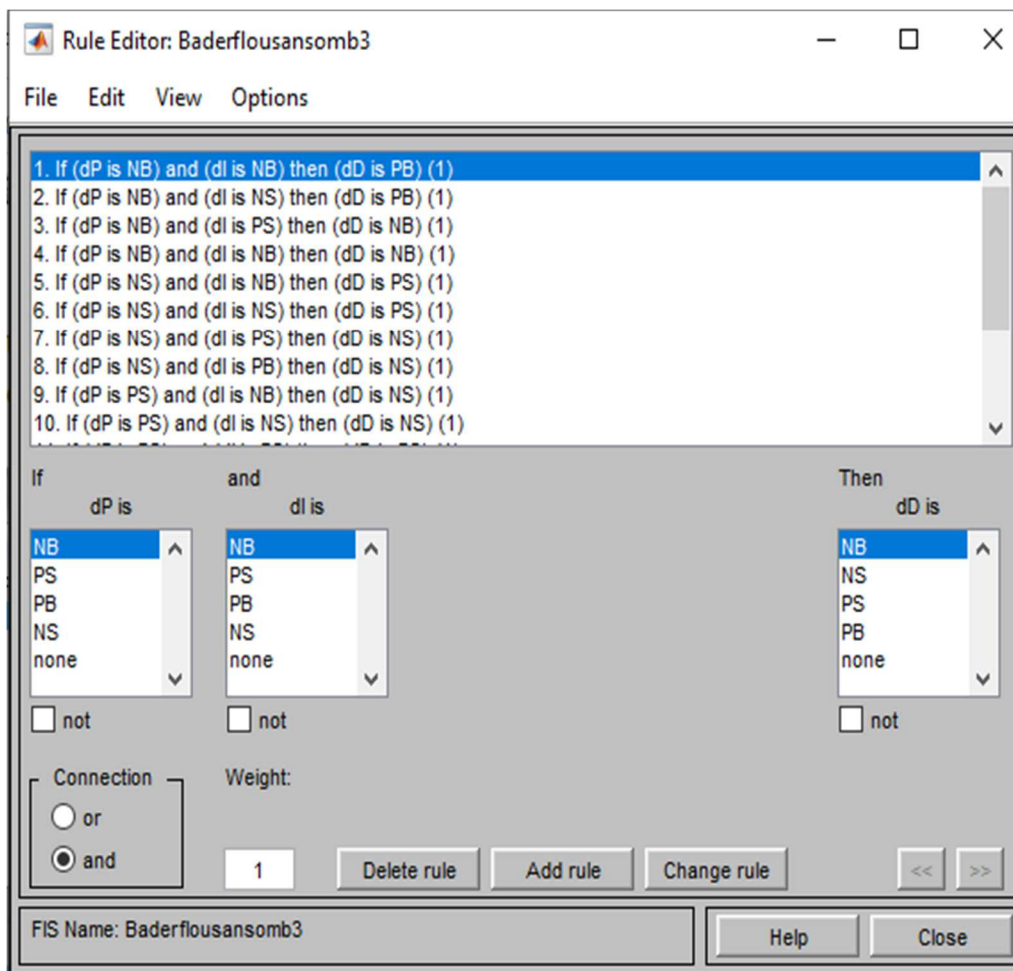 Rule Editor: Baderflousansomb3
File Edit View Options
1. If (dP is NB) and (dI is NB) then (dD is PB) (1)
2. If (dP is NB) and (dI is NS) then (dD is PB) (1)
3. If (dP is NB) and (dI is PS) then (dD is NB) (1)
4. If (dP is NB) and (dI is NB) then (dD is NB) (1)
5. If (dP is NS) and (dI is NB) then (dD is PS) (1)
6. If (dP is NS) and (dI is NS) then (dD is PS) (1)
7. If (dP is NS) and (dI is PS) then (dD is NS) (1)
8. If (dP is NS) and (dI is PB) then (dD is NS) (1)
9. If (dP is PS) and (dI is NB) then (dD is NS) (1)
10. If (dP is PS) and (dI is NS) then (dD is NS) (1)
If and Then
dP is dI is dD is
NB NB NB
PS PS NS
PB PB PS
NS NS PB
none none none
not not not
Connection Weight:
or
and 1 Delete rule Add rule Change rule << >>
FIS Name: Baderflousansomb3 Help Close